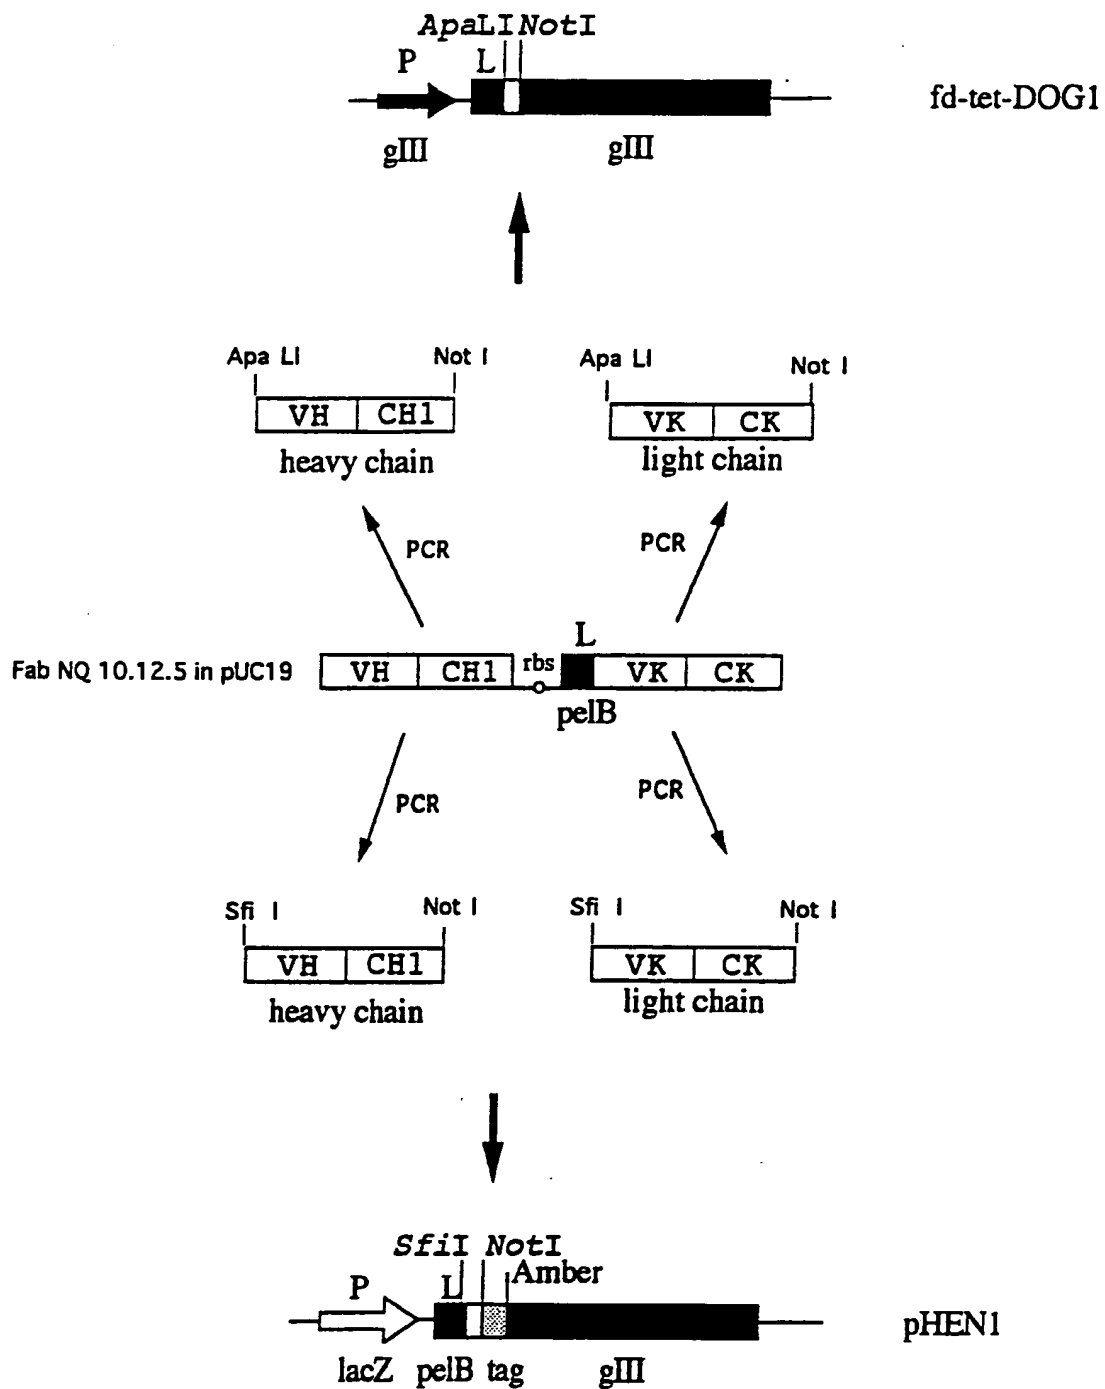 ApaLI NotI
P L
fd-tet-DOG1
gIII gIII
Apa LI Not I Apa LI Not I
VH CH1 VK CK
heavy chain light chain
PCR PCR
L
Fab NQ 10.12.5 in pUC19 VH CH1 rbs VK CK
pelB
PCR PCR
Sfi I Not I Sfi I Not I
VH CH1 VK CK
heavy chain light chain
SfiI NotI
P L Amber
pHEN1
lacZ pelB tag gIII